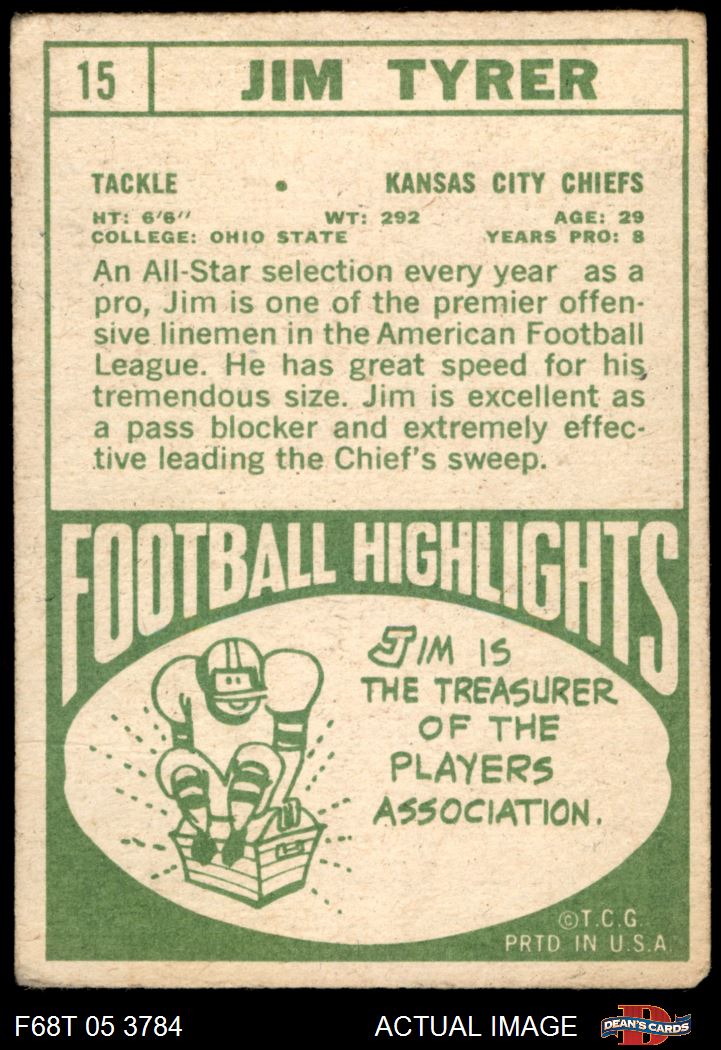 15 JIM TYRER
TACKLE • KANSAS CITY CHIEFS
HT: 6'6" WT: 292 AGE: 29
COLLEGE: OHIO STATE YEARS PRO: 8
An All-Star selection every year as a
pro, Jim is one of the premier offen-
sive linemen in the American Football
League. He has great speed for his
tremendous size. Jim is excellent as
a pass blocker and extremely effec-
tive leading the Chief's sweep.
FOOTBALL HIGHLIGHTS
JIM IS
THE TREASURER
OF THE
PLAYERS
ASSOCIATION.
©T.C.G.
PRTD IN U.S.A.
F68T 05 3784 ACTUAL IMAGE D DEAN'S CARDS